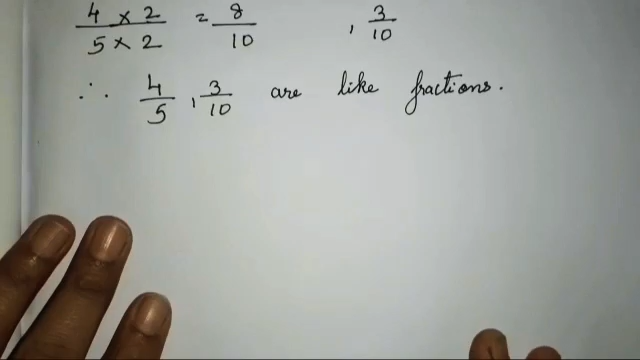 4 × 2 / 5 × 2 = 8 / 10 , 3 / 10
∴ 4 / 5 , 3 / 10 are like fractions.